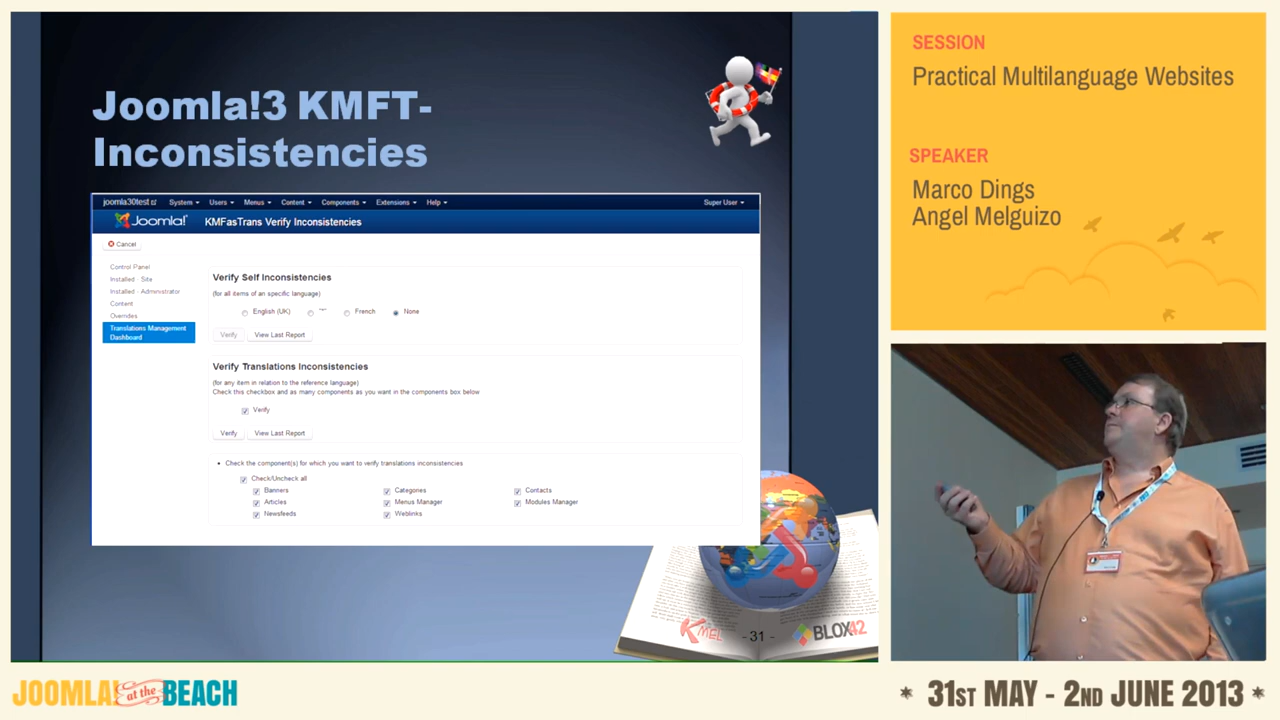 Joomla!3 KMFT-
Inconsistencies
joomla30test System Users Menus Content Components Extensions Help Super User
Joomla! KMFasTrans Verify Inconsistencies
Cancel
Control Panel
Installed - Site
Installed - Administrator
Content
Overrides
Translations Management
Dashboard
Verify Self Inconsistencies
(for all items of an specific language)
English (UK) French None
Verify View Last Report
Verify Translations Inconsistencies
(for any item in relation to the reference language)
Check this checkbox and as many components as you want in the components box below
Verify
Verify View Last Report
• Check the component(s) for which you want to verify translations inconsistencies
Check/Uncheck all
Banners Categories Contacts
Articles Menus Manager Modules Manager
Newsfeeds Weblinks
KMEL - 31 - BLOX42
SESSION
Practical Multilanguage Websites
SPEAKER
Marco Dings
Angel Melguizo
JOOMLA! at the BEACH
* 31ST MAY - 2ND JUNE 2013 *